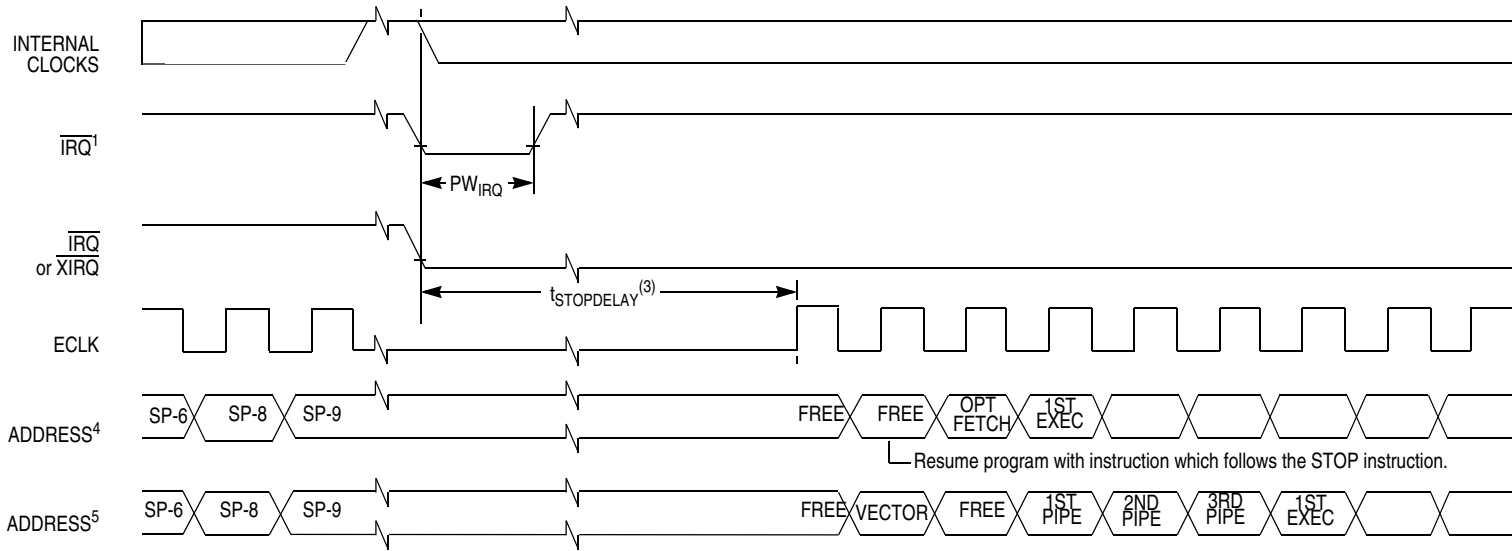 INTERNAL
CLOCKS
IRQ1
PWIRQ
IRQ
or XIRQ
tSTOPDELAY(3)
ECLK
ADDRESS4
SP-6 SP-8 SP-9 FREE FREE OPT FETCH 1ST EXEC
Resume program with instruction which follows the STOP instruction.
ADDRESS5
SP-6 SP-8 SP-9 FREE VECTOR FREE 1ST PIPE 2ND PIPE 3RD PIPE 1ST EXEC